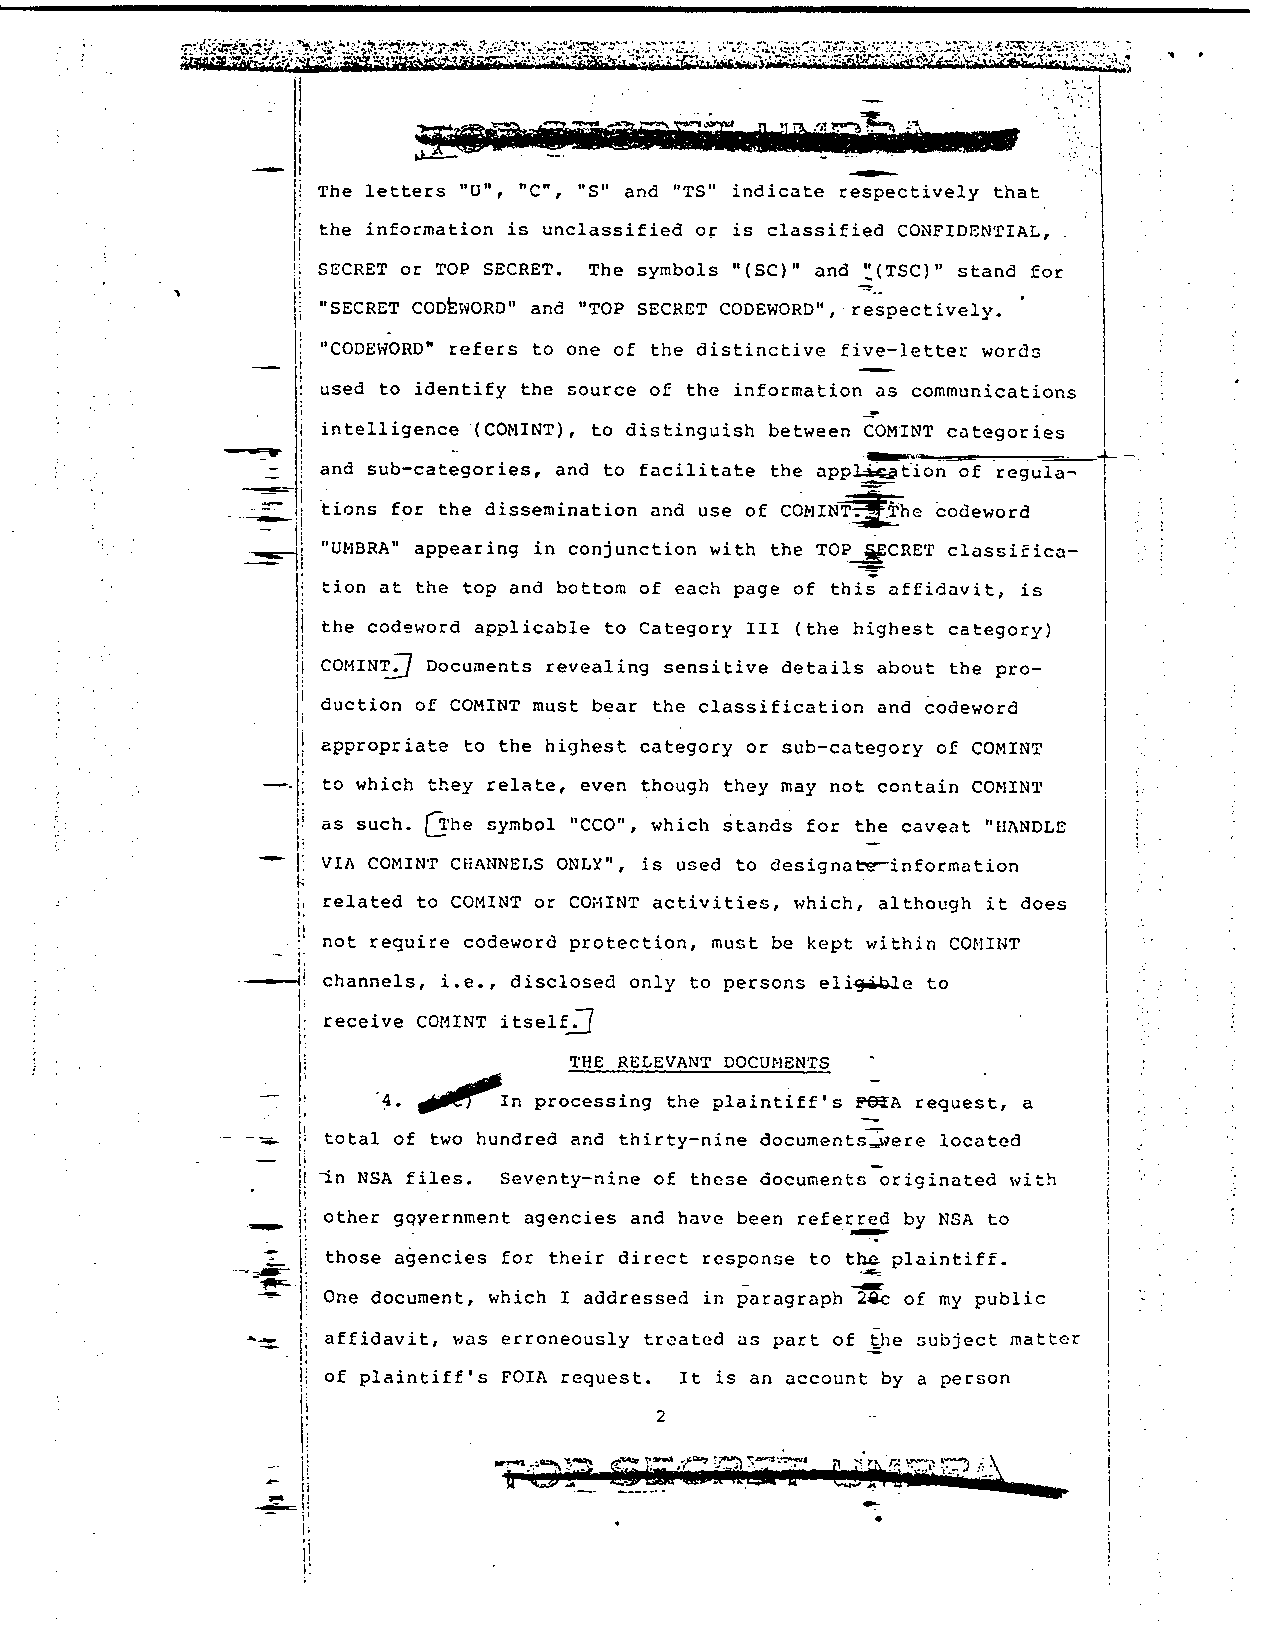 TOP SECRET UMBRA
The letters "U", "C", "S" and "TS" indicate respectively that
the information is unclassified or is classified CONFIDENTIAL,
SECRET or TOP SECRET. The symbols "(SC)" and "(TSC)" stand for
"SECRET CODEWORD" and "TOP SECRET CODEWORD", respectively.
"CODEWORD" refers to one of the distinctive five-letter words
used to identify the source of the information as communications
intelligence (COMINT), to distinguish between COMINT categories
and sub-categories, and to facilitate the application of regula-
tions for the dissemination and use of COMINT. [The codeword
"UMBRA" appearing in conjunction with the TOP SECRET classifica-
tion at the top and bottom of each page of this affidavit, is
the codeword applicable to Category III (the highest category)
COMINT.] Documents revealing sensitive details about the pro-
duction of COMINT must bear the classification and codeword
appropriate to the highest category or sub-category of COMINT
to which they relate, even though they may not contain COMINT
as such. [The symbol "CCO", which stands for the caveat "HANDLE
VIA COMINT CHANNELS ONLY", is used to designate information
related to COMINT or COMINT activities, which, although it does
not require codeword protection, must be kept within COMINT
channels, i.e., disclosed only to persons eligible to
receive COMINT itself.]
THE RELEVANT DOCUMENTS
4. In processing the plaintiff's FOIA request, a
total of two hundred and thirty-nine documents were located
in NSA files. Seventy-nine of these documents originated with
other government agencies and have been referred by NSA to
those agencies for their direct response to the plaintiff.
One document, which I addressed in paragraph 20c of my public
affidavit, was erroneously treated as part of the subject matter
of plaintiff's FOIA request. It is an account by a person
2
TOP SECRET UMBRA